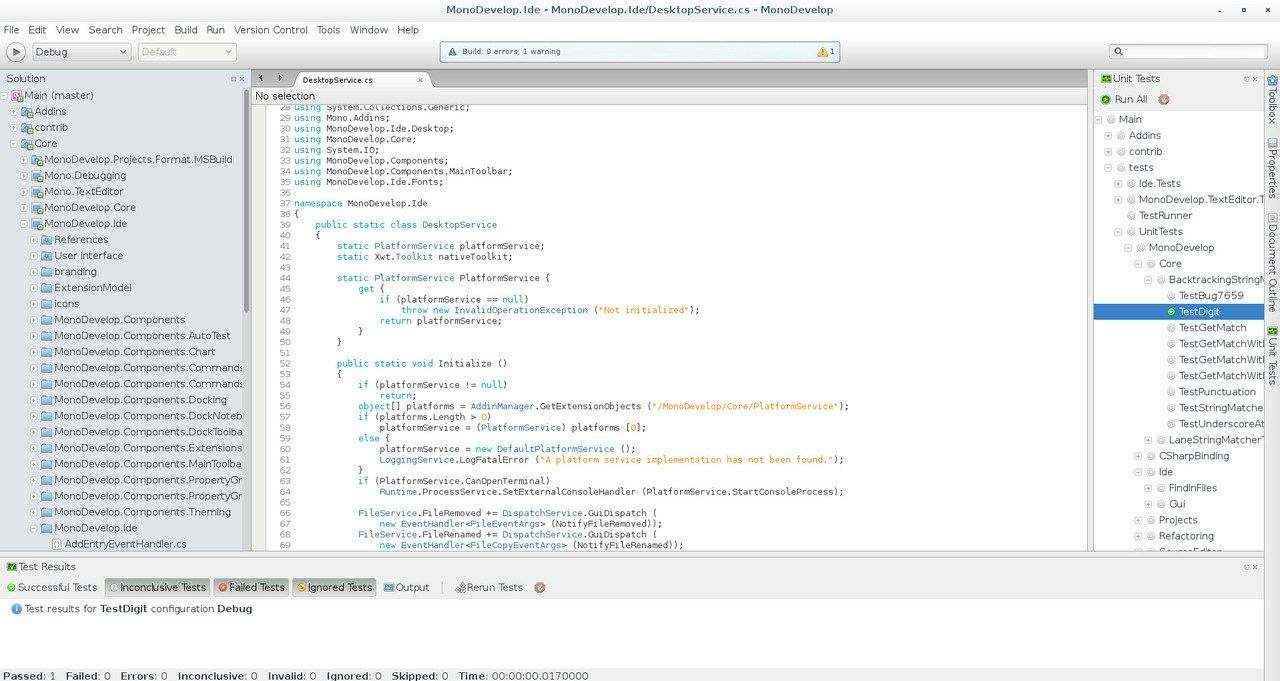 MonoDevelop.Ide - MonoDevelop.Ide/DesktopService.cs - MonoDevelop
File Edit View Search Project Build Run Version Control Tools Window Help
Debug Default Build: 0 errors, 1 warning 1
Solution
Main (master)
Addins
contrib
Core
MonoDevelop.Projects.Format.MSBuild
Mono.Debugging
Mono.TextEditor
MonoDevelop.Core
MonoDevelop.Ide
References
User Interface
branding
ExtensionModel
icons
MonoDevelop.Components
MonoDevelop.Components.AutoTest
MonoDevelop.Components.Chart
MonoDevelop.Components.Commands
MonoDevelop.Components.Commands
MonoDevelop.Components.Docking
MonoDevelop.Components.DockNoteb
MonoDevelop.Components.DockToolba
MonoDevelop.Components.Extensions
MonoDevelop.Components.MainToolba
MonoDevelop.Components.PropertyGr
MonoDevelop.Components.PropertyGr
MonoDevelop.Components.Theming
MonoDevelop.Ide
AddEntryEventHandler.cs
DesktopService.cs
No selection
28 using System.Collections.Generic;
29 using Mono.Addins;
30 using MonoDevelop.Ide.Desktop;
31 using MonoDevelop.Core;
32 using System.IO;
33 using MonoDevelop.Components;
34 using MonoDevelop.Components.MainToolbar;
35 using MonoDevelop.Ide.Fonts;
36
37 namespace MonoDevelop.Ide
38 {
39 public static class DesktopService
40 {
41 static PlatformService platformService;
42 static Xwt.Toolkit nativeToolkit;
43
44 static PlatformService PlatformService {
45 get {
46 if (platformService == null)
47 throw new InvalidOperationException ("Not initialized");
48 return platformService;
49 }
50 }
51
52 public static void Initialize ()
53 {
54 if (platformService != null)
55 return;
56 object[] platforms = AddinManager.GetExtensionObjects ("/MonoDevelop/Core/PlatformService");
57 if (platforms.Length > 0)
58 platformService = (PlatformService) platforms [0];
59 else {
60 platformService = new DefaultPlatformService ();
61 LoggingService.LogFatalError ("A platform service implementation has not been found.");
62 }
63 if (PlatformService.CanOpenTerminal)
64 Runtime.ProcessService.SetExternalConsoleHandler (PlatformService.StartConsoleProcess);
65
66 FileService.FileRemoved += DispatchService.GuiDispatch (
67 new EventHandler<FileEventArgs> (NotifyFileRemoved));
68 FileService.FileRenamed += DispatchService.GuiDispatch (
69 new EventHandler<FileCopyEventArgs> (NotifyFileRenamed));
Unit Tests
Run All
Main
Addins
contrib
tests
Ide.Tests
MonoDevelop.TextEditor.T
TestRunner
UnitTests
MonoDevelop
Core
BacktrackingStringM
TestBug7659
TestDigit
TestGetMatch
TestGetMatchWitl
TestGetMatchWitl
TestGetMatchWitl
TestPunctuation
TestStringMatche
TestUnderscoreAt
LaneStringMatcherT
CSharpBinding
Ide
FindInFiles
Gui
Projects
Refactoring
SourceEditor
Toolbox
Properties
Document Outline
Unit Tests
Test Results
Successful Tests Inconclusive Tests Failed Tests Ignored Tests Output Rerun Tests
Test results for TestDigit configuration Debug
Passed: 1 Failed: 0 Errors: 0 Inconclusive: 0 Invalid: 0 Ignored: 0 Skipped: 0 Time: 00:00:00.0170000